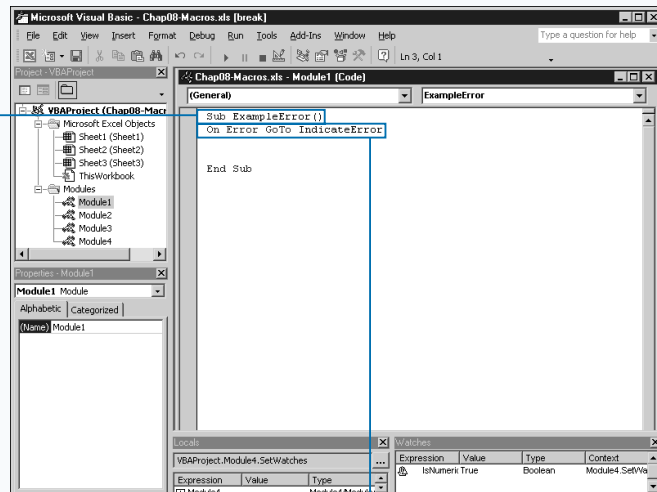 Microsoft Visual Basic - Chap08-Macros.xls [break]
File Edit View Insert Format Debug Run Tools Add-Ins Window Help
Type a question for help
Ln 3, Col 1
Project - VBAProject
VBAProject (Chap08-Macr
Microsoft Excel Objects
Sheet1 (Sheet1)
Sheet2 (Sheet2)
Sheet3 (Sheet3)
ThisWorkbook
Modules
Module1
Module2
Module3
Module4
Properties - Module1
Module1 Module
Alphabetic Categorized
(Name) Module1
Chap08-Macros.xls - Module1 (Code)
(General) ExampleError
Sub ExampleError()
On Error GoTo IndicateError
End Sub
Locals
VBAProject.Module4.SetWatches ...
Expression Value Type
Module4 Module4/Module
Watches
Expression Value Type Context
IsNumeric True Boolean Module4.SetWa